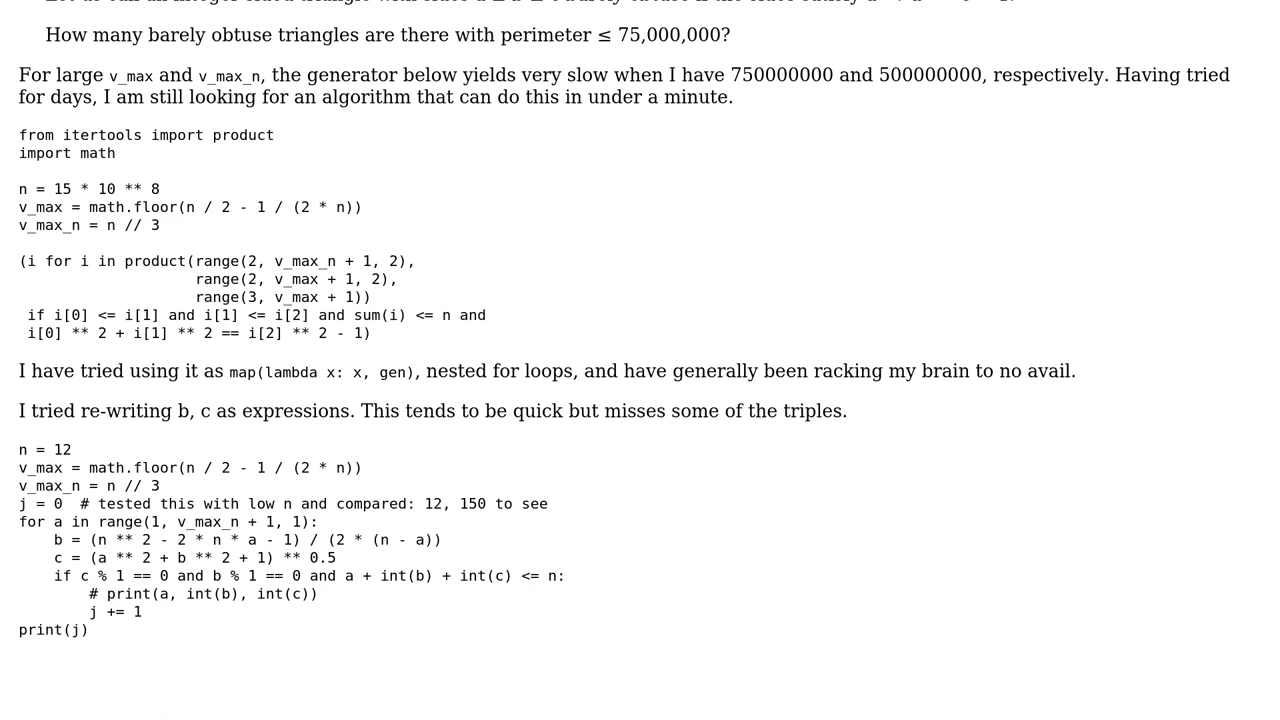 How many barely obtuse triangles are there with perimeter ≤ 75,000,000?
For large v_max and v_max_n, the generator below yields very slow when I have 750000000 and 500000000, respectively. Having tried
for days, I am still looking for an algorithm that can do this in under a minute.
from itertools import product
import math
n = 15 * 10 ** 8
v_max = math.floor(n / 2 - 1 / (2 * n))
v_max_n = n // 3
(i for i in product(range(2, v_max_n + 1, 2),
                    range(2, v_max + 1, 2),
                    range(3, v_max + 1))
 if i[0] <= i[1] and i[1] <= i[2] and sum(i) <= n and
 i[0] ** 2 + i[1] ** 2 == i[2] ** 2 - 1)
I have tried using it as map(lambda x: x, gen), nested for loops, and have generally been racking my brain to no avail.
I tried re-writing b, c as expressions. This tends to be quick but misses some of the triples.
n = 12
v_max = math.floor(n / 2 - 1 / (2 * n))
v_max_n = n // 3
j = 0  # tested this with low n and compared: 12, 150 to see
for a in range(1, v_max_n + 1, 1):
    b = (n ** 2 - 2 * n * a - 1) / (2 * (n - a))
    c = (a ** 2 + b ** 2 + 1) ** 0.5
    if c % 1 == 0 and b % 1 == 0 and a + int(b) + int(c) <= n:
        # print(a, int(b), int(c))
        j += 1
print(j)